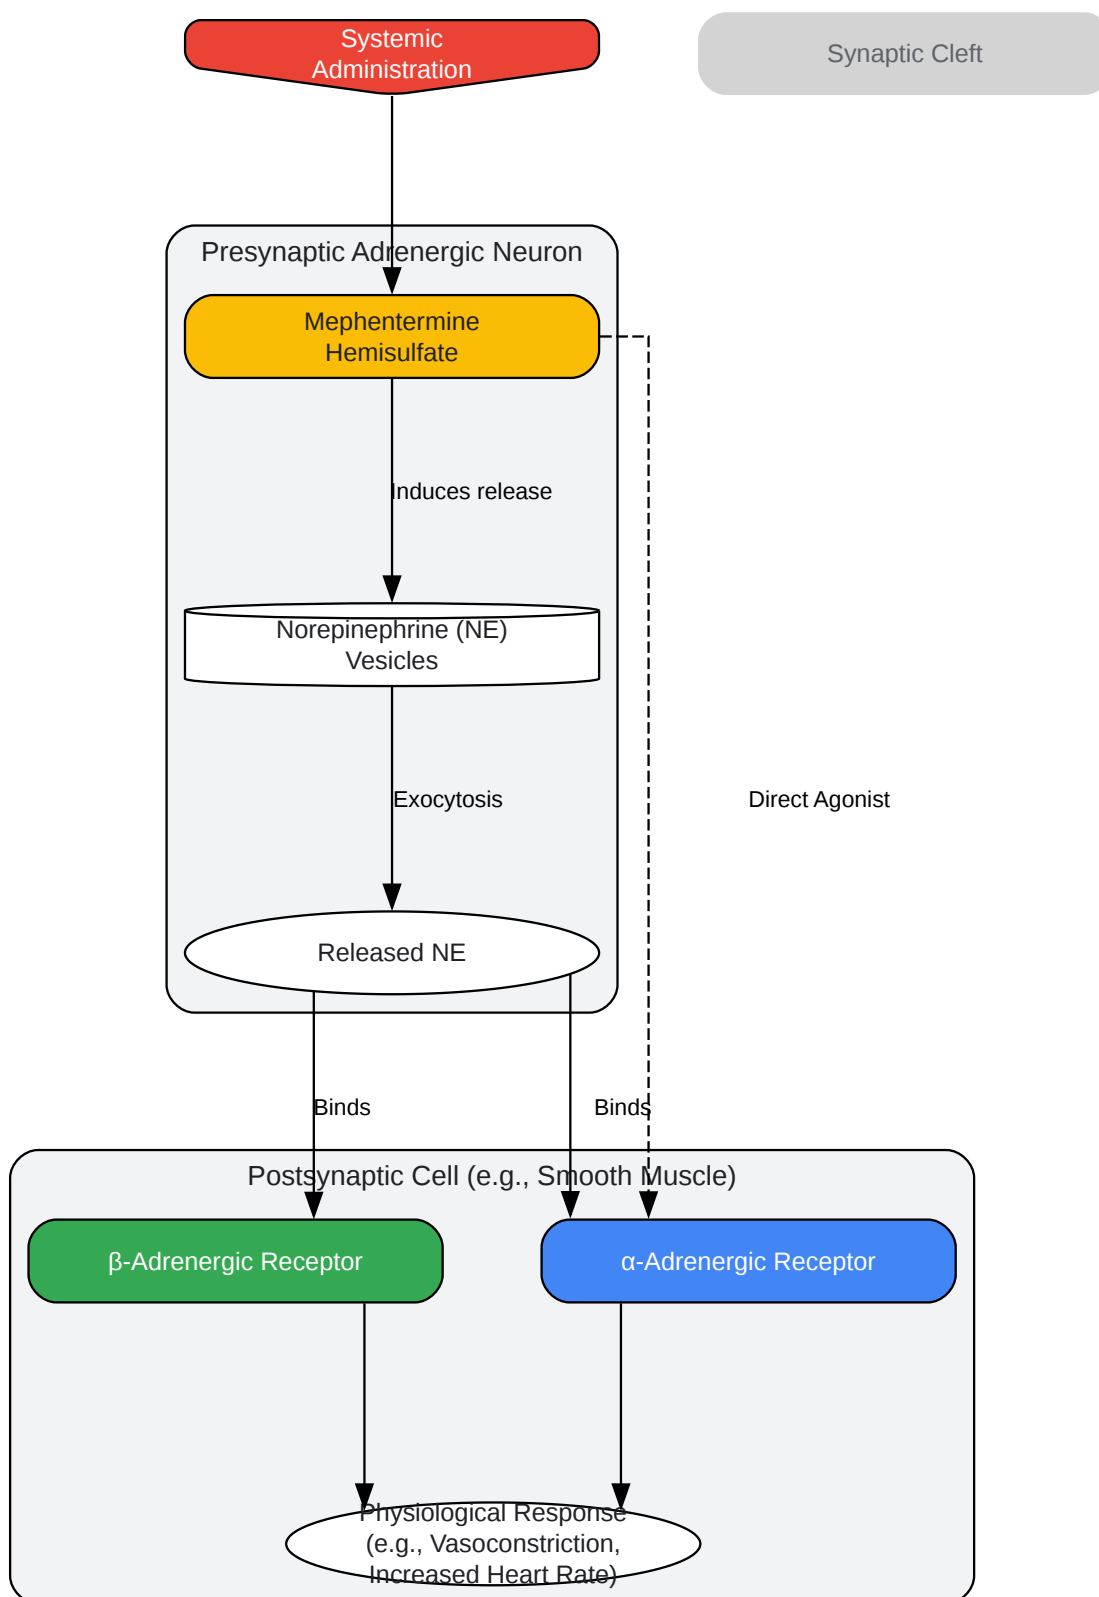 Systemic
Administration
Synaptic Cleft
Presynaptic Adrenergic Neuron
Mephentermine
Hemisulfate
Induces release
Norepinephrine (NE)
Vesicles
Exocytosis
Direct Agonist
Released NE
Binds
Binds
Postsynaptic Cell (e.g., Smooth Muscle)
β-Adrenergic Receptor
α-Adrenergic Receptor
Physiological Response
(e.g., Vasoconstriction,
Increased Heart Rate)